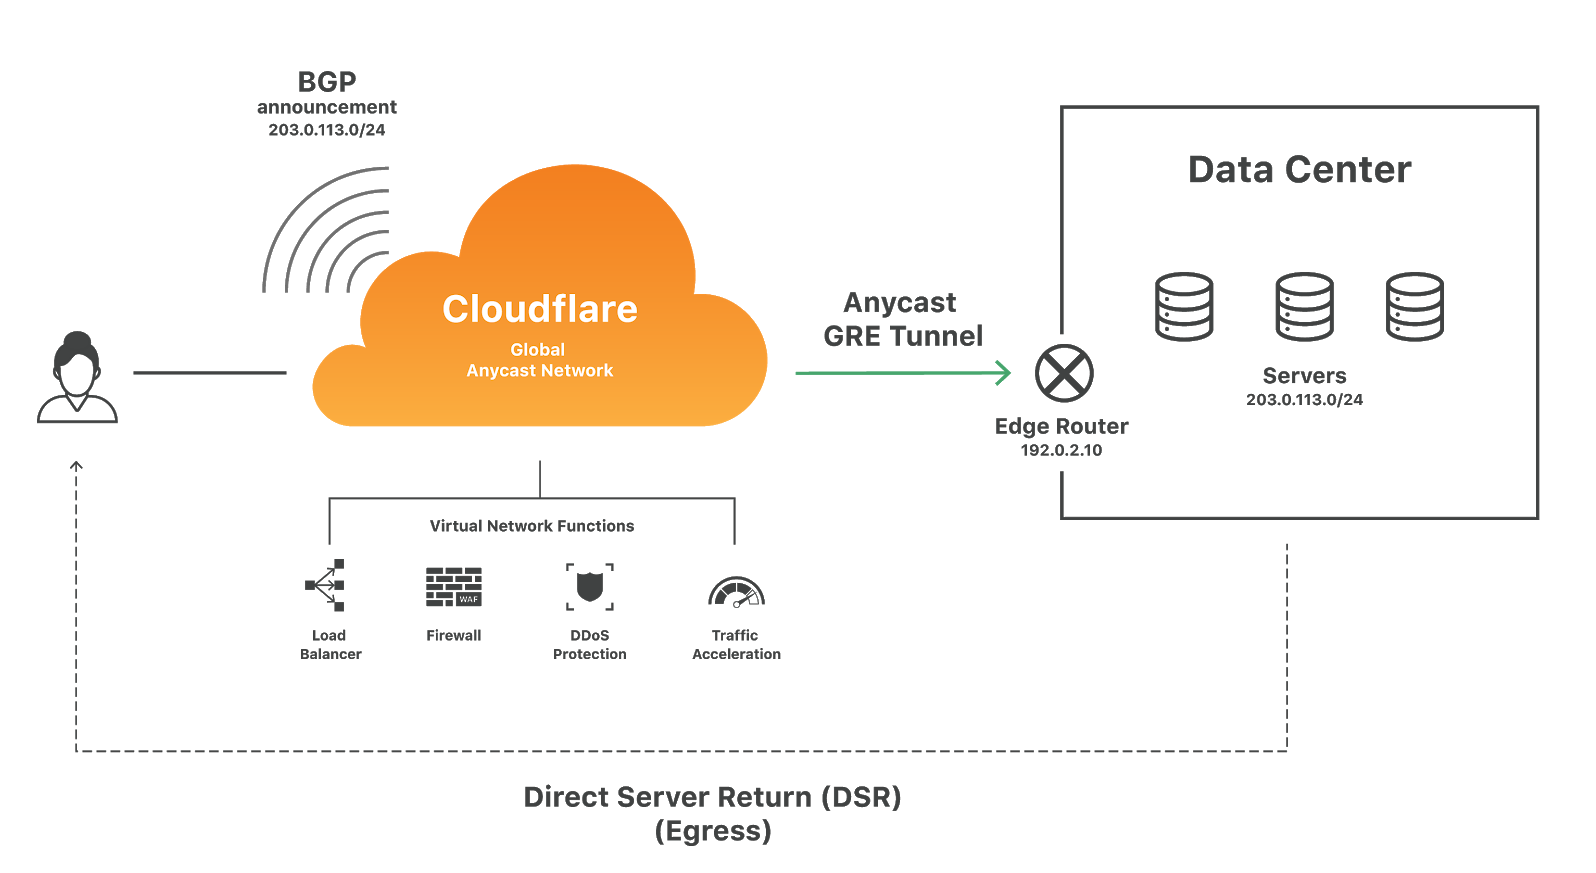 BGP
announcement
203.0.113.0/24
Cloudflare
Global
Anycast Network
Anycast
GRE Tunnel
Data Center
Servers
203.0.113.0/24
Edge Router
192.0.2.10
Virtual Network Functions
WAF
Load
Balancer
Firewall
DDoS
Protection
Traffic
Acceleration
Direct Server Return (DSR)
(Egress)